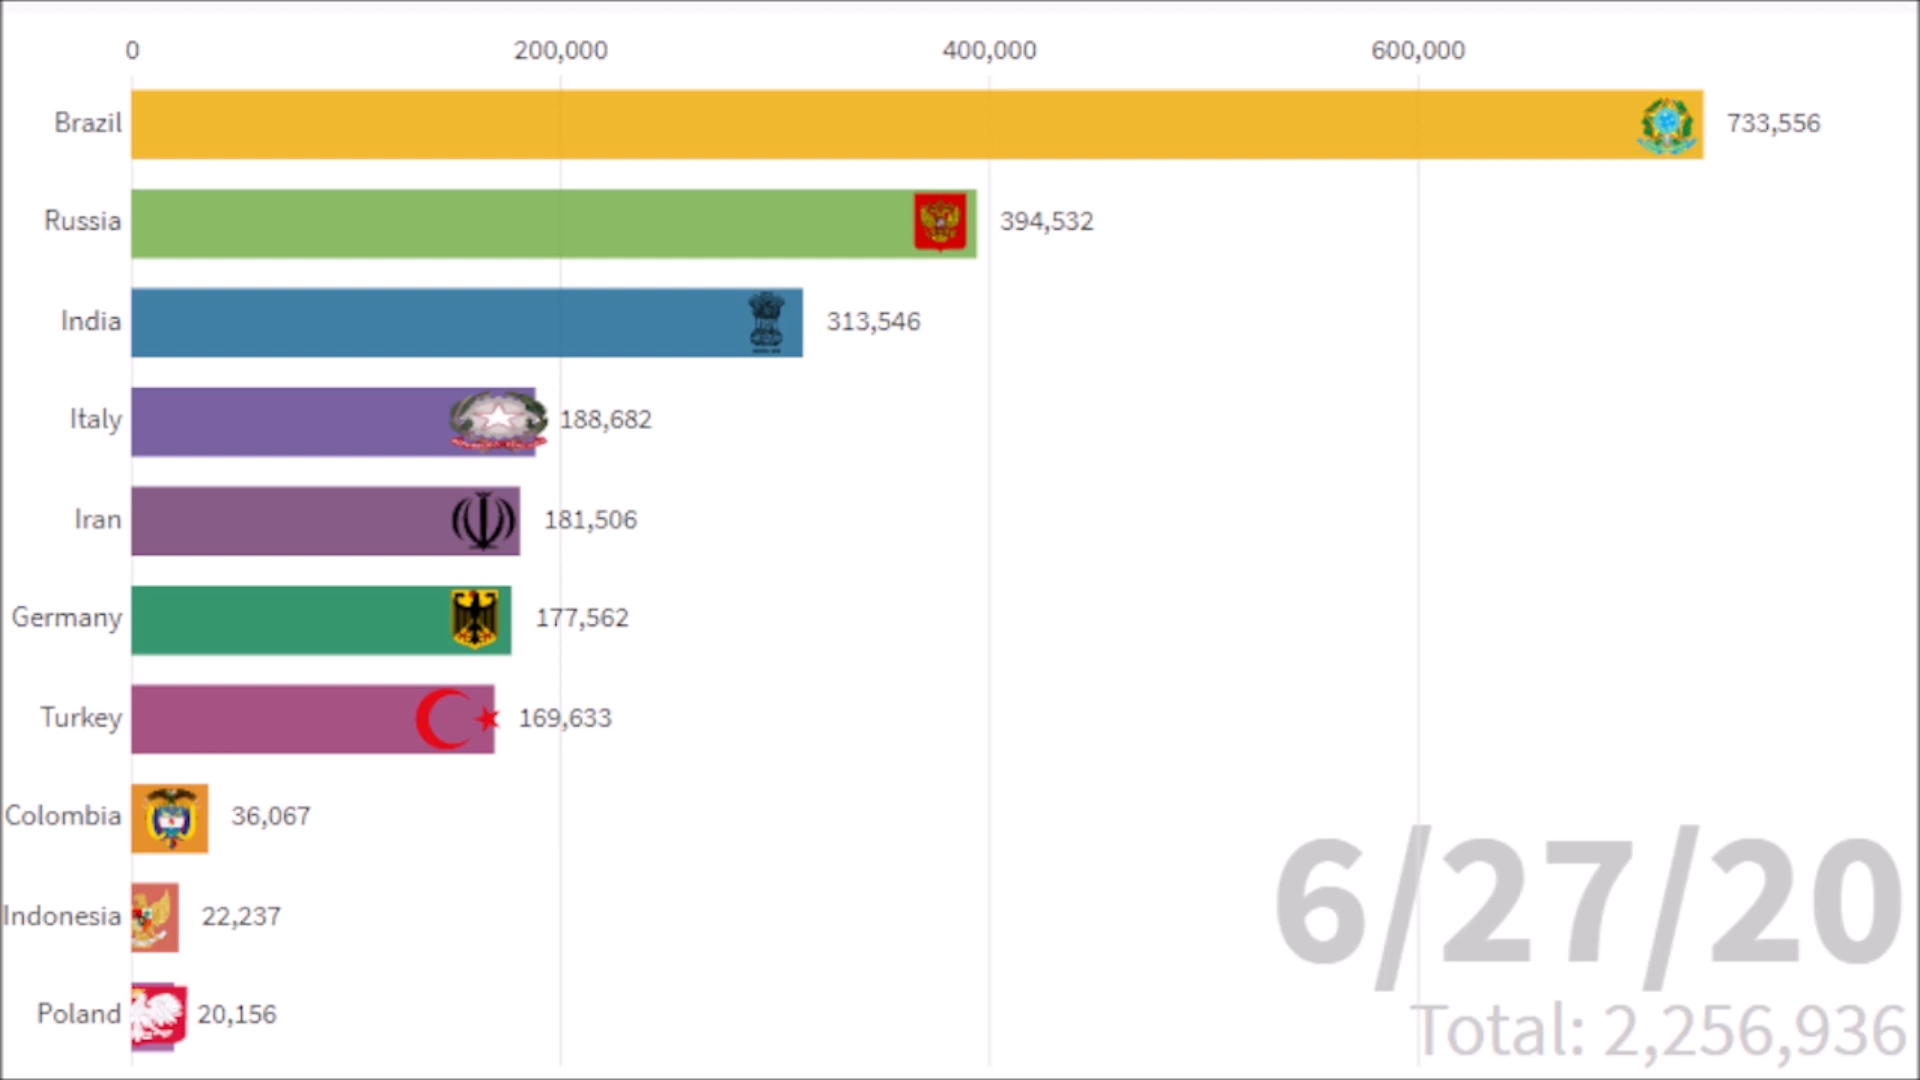 0 200,000 400,000 600,000
Brazil 733,556
Russia 394,532
India 313,546
Italy 188,682
Iran 181,506
Germany 177,562
Turkey 169,633
Colombia 36,067
Indonesia 22,237
Poland 20,156
6/27/20
Total: 2,256,936